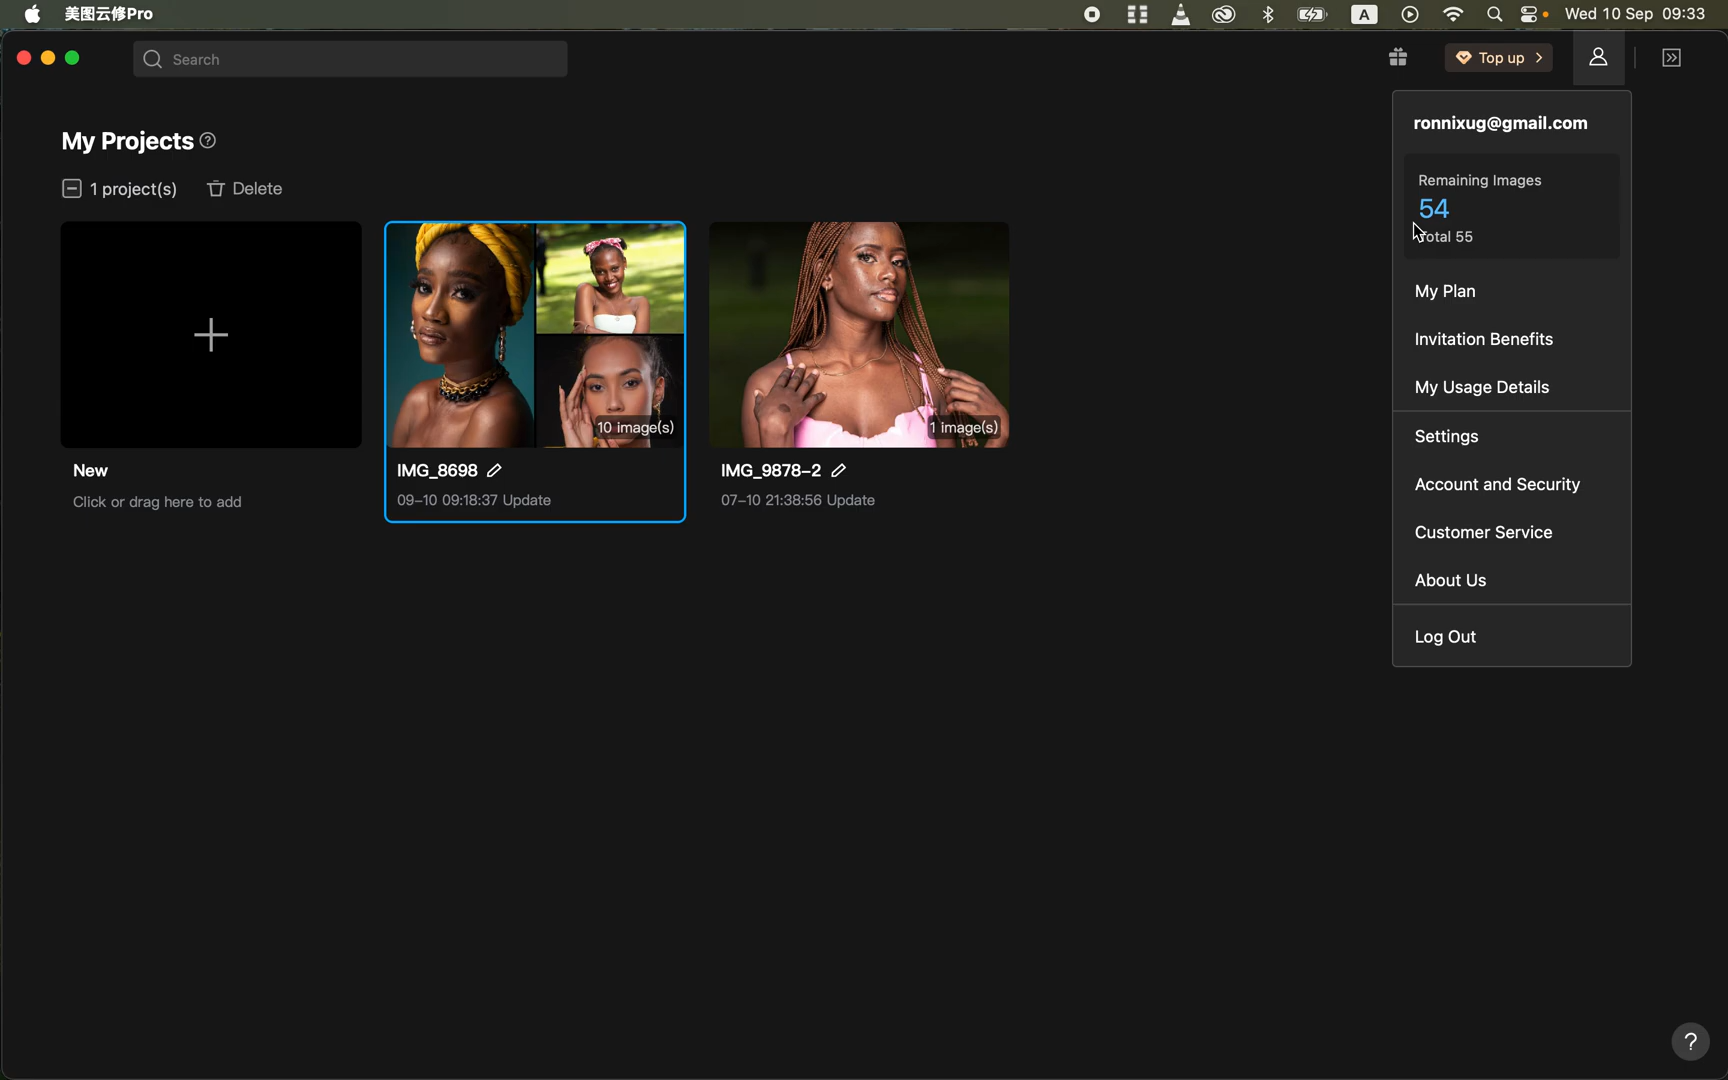 美图云修Pro
A
Wed 10 Sep 09:33
Search
Top up
ronnixug@gmail.com
Remaining Images
54
Total 55
My Plan
Invitation Benefits
My Usage Details
Settings
Account and Security
Customer Service
About Us
Log Out
My Projects ?
1 project(s)
Delete
10 image(s)
1 image(s)
New
Click or drag here to add
IMG_8698
09-10 09:18:37 Update
IMG_9878-2
07-10 21:38:56 Update
?